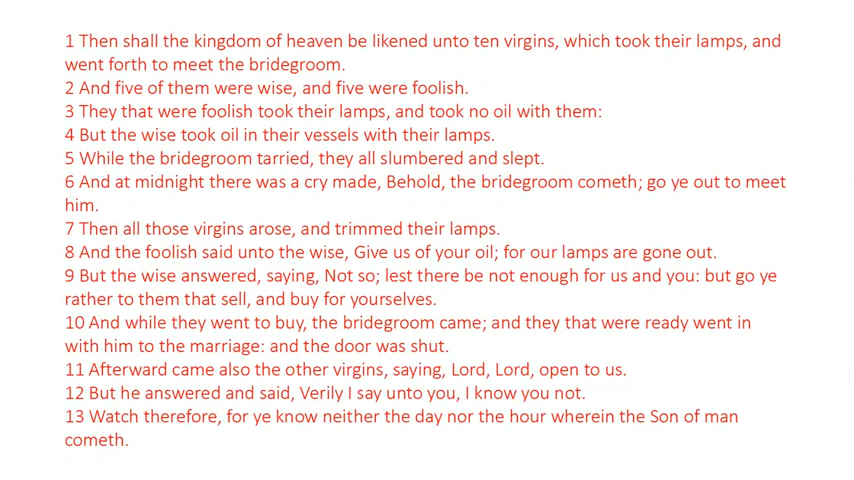 1 Then shall the kingdom of heaven be likened unto ten virgins, which took their lamps, and
went forth to meet the bridegroom.
2 And five of them were wise, and five were foolish.
3 They that were foolish took their lamps, and took no oil with them:
4 But the wise took oil in their vessels with their lamps.
5 While the bridegroom tarried, they all slumbered and slept.
6 And at midnight there was a cry made, Behold, the bridegroom cometh; go ye out to meet
him.
7 Then all those virgins arose, and trimmed their lamps.
8 And the foolish said unto the wise, Give us of your oil; for our lamps are gone out.
9 But the wise answered, saying, Not so; lest there be not enough for us and you: but go ye
rather to them that sell, and buy for yourselves.
10 And while they went to buy, the bridegroom came; and they that were ready went in
with him to the marriage: and the door was shut.
11 Afterward came also the other virgins, saying, Lord, Lord, open to us.
12 But he answered and said, Verily I say unto you, I know you not.
13 Watch therefore, for ye know neither the day nor the hour wherein the Son of man
cometh.